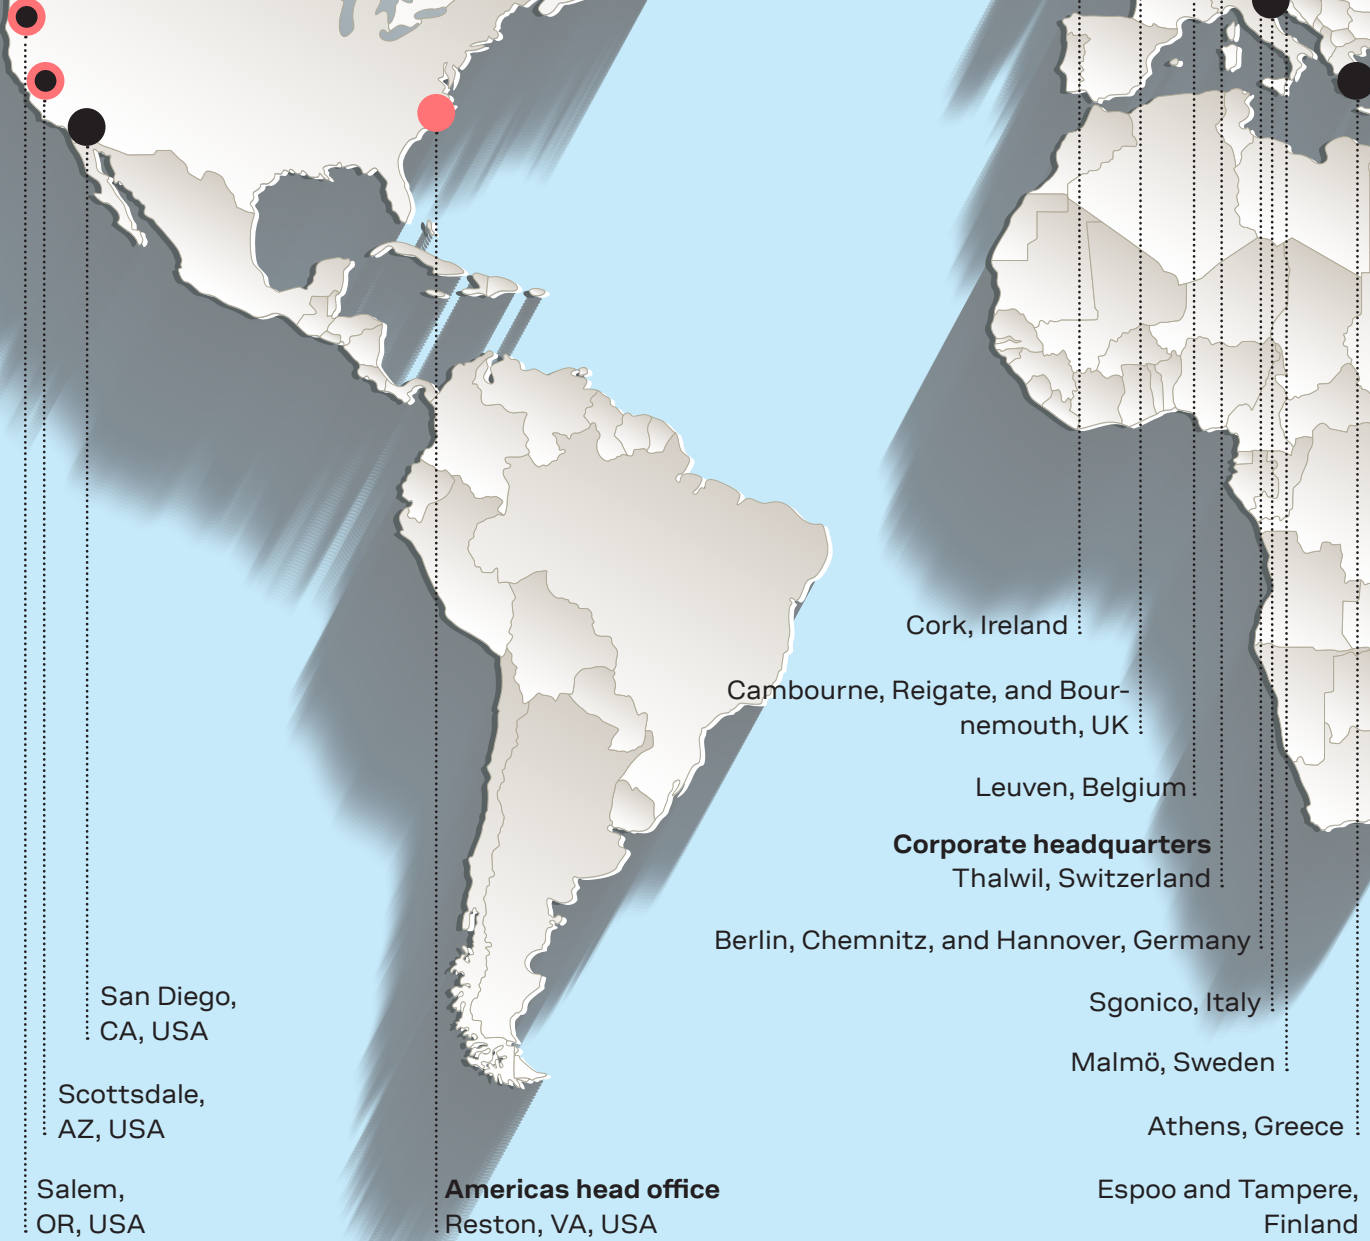 Cork, Ireland
Cambourne, Reigate, and Bour-
nemouth, UK
Leuven, Belgium
Corporate headquarters
Thalwil, Switzerland
Berlin, Chemnitz, and Hannover, Germany
San Diego,
CA, USA
Sgonico, Italy
Malmö, Sweden
Scottsdale,
AZ, USA
Athens, Greece
Salem,
OR, USA
Americas head office
Reston, VA, USA
Espoo and Tampere,
Finland